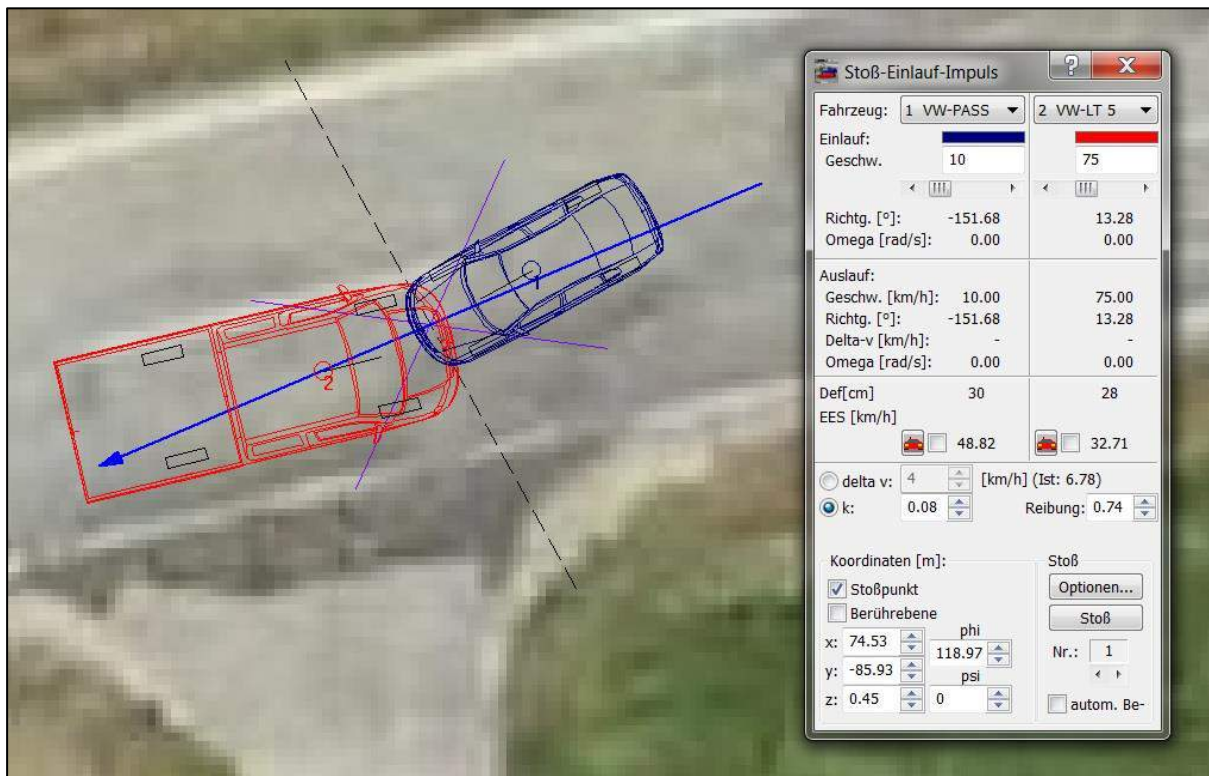 Stoß-Einlauf-Impuls
Fahrzeug: 1 VW-PASS 2 VW-LT 5
Einlauf:
Geschw. 10 75
Richtg. [°]: -151.68 13.28
Omega [rad/s]: 0.00 0.00
Auslauf:
Geschw. [km/h]: 10.00 75.00
Richtg. [°]: -151.68 13.28
Delta-v [km/h]: - -
Omega [rad/s]: 0.00 0.00
Def[cm] 30 28
EES [km/h]
48.82 32.71
delta v: 4 [km/h] (Ist: 6.78)
k: 0.08 Reibung: 0.74
Koordinaten [m]: Stoß
Stoßpunkt Optionen...
Berührebene Stoß
x: 74.53 phi 118.97 Nr.: 1
y: -85.93 psi
z: 0.45 0 autom. Be-
1
2